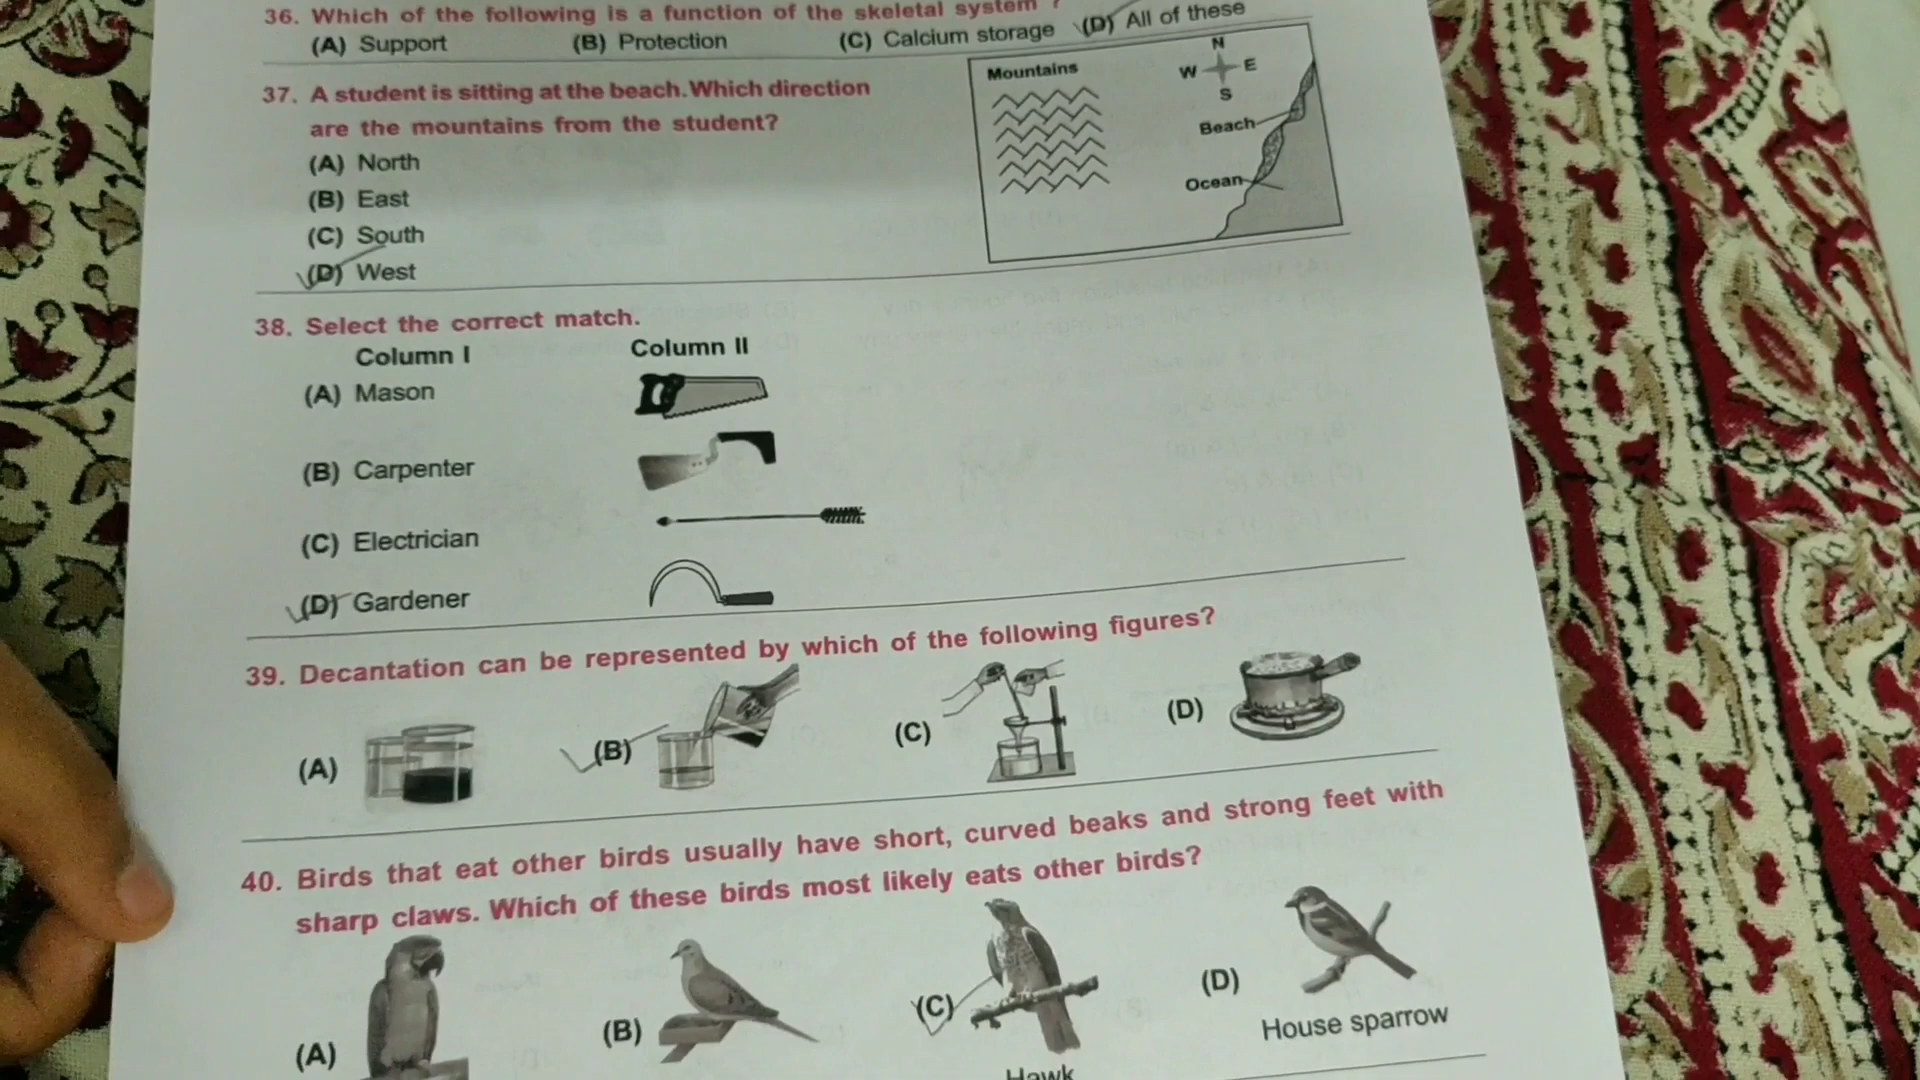 36. Which of the following is a function of the skeletal system ?
(A) Support (B) Protection (C) Calcium storage (D) All of these
37. A student is sitting at the beach. Which direction
are the mountains from the student?
(A) North
(B) East
(C) South
(D) West
Mountains
N
W E
S
Beach
Ocean
38. Select the correct match.
Column I Column II
(A) Mason
(B) Carpenter
(C) Electrician
(D) Gardener
39. Decantation can be represented by which of the following figures?
(A) (B) (C) (D)
40. Birds that eat other birds usually have short, curved beaks and strong feet with
sharp claws. Which of these birds most likely eats other birds?
(A) (B) (C) (D)
Hawk House sparrow